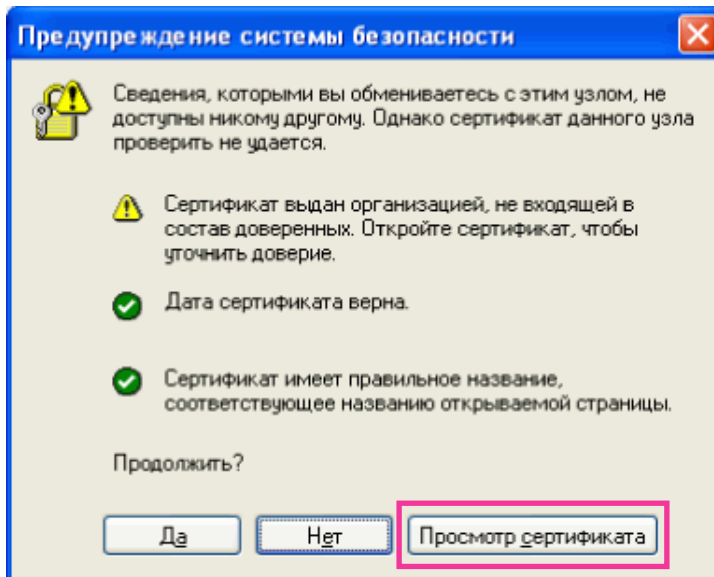 Предупреждение системы безопасности
Сведения, которыми вы обмениваетесь с этим узлом, не
доступны никому другому. Однако сертификат данного узла
проверить не удается.
Сертификат выдан организацией, не входящей в
состав доверенных. Откройте сертификат, чтобы
уточнить доверие.
Дата сертификата верна.
Сертификат имеет правильное название,
соответствующее названию открываемой страницы.
Продолжить?
Да Нет Просмотр сертификата